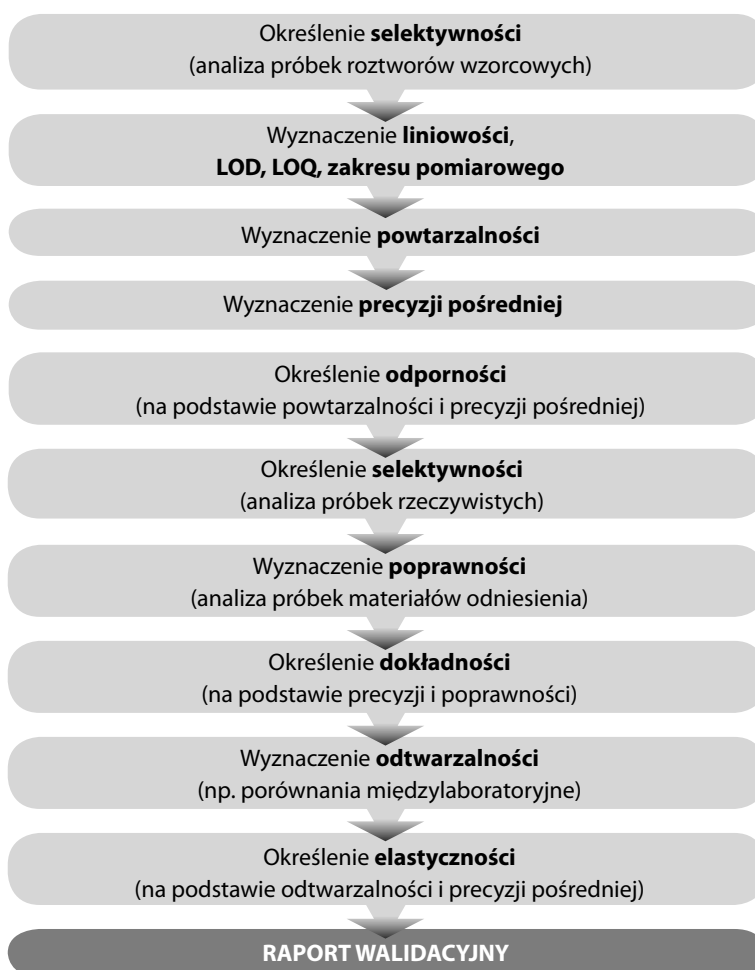 Określenie selektywności
(analiza próbek roztworów wzorcowych)
Wyznaczenie liniowości,
LOD, LOQ, zakresu pomiarowego
Wyznaczenie powtarzalności
Wyznaczenie precyzji pośredniej
Określenie odporności
(na podstawie powtarzalności i precyzji pośredniej)
Określenie selektywności
(analiza próbek rzeczywistych)
Wyznaczenie poprawności
(analiza próbek materiałów odniesienia)
Określenie dokładności
(na podstawie precyzji i poprawności)
Wyznaczenie odtwarzalności
(np. porównania międzylaboratoryjne)
Określenie elastyczności
(na podstawie odtwarzalności i precyzji pośredniej)
RAPORT WALIDACYJNY